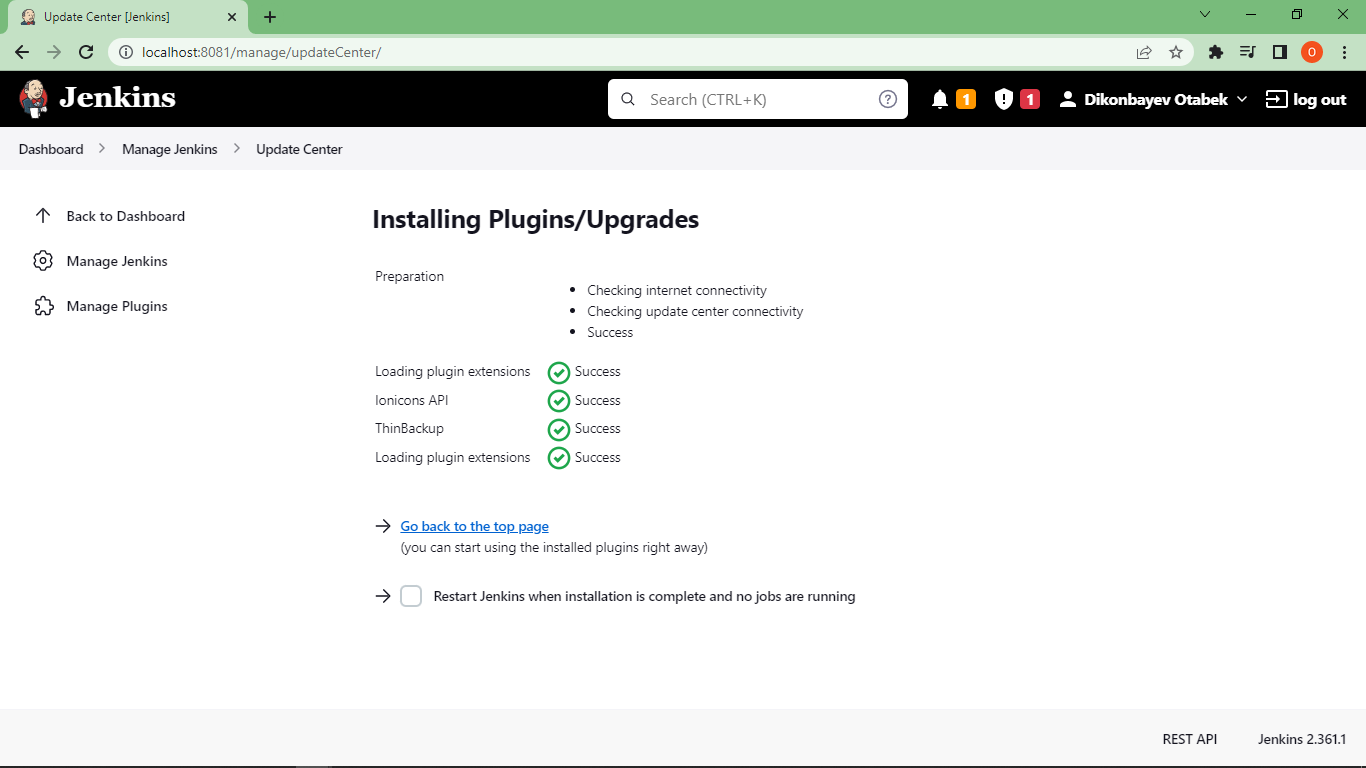 Update Center [Jenkins]
localhost:8081/manage/updateCenter/
O
Jenkins
Search (CTRL+K)
?
1
1
Dikonbayev Otabek
log out
Dashboard
Manage Jenkins
Update Center
Back to Dashboard
Manage Jenkins
Manage Plugins
Installing Plugins/Upgrades
Preparation
Checking internet connectivity
Checking update center connectivity
Success
Loading plugin extensions Success
Ionicons API Success
ThinBackup Success
Loading plugin extensions Success
Go back to the top page
(you can start using the installed plugins right away)
Restart Jenkins when installation is complete and no jobs are running
REST API
Jenkins 2.361.1